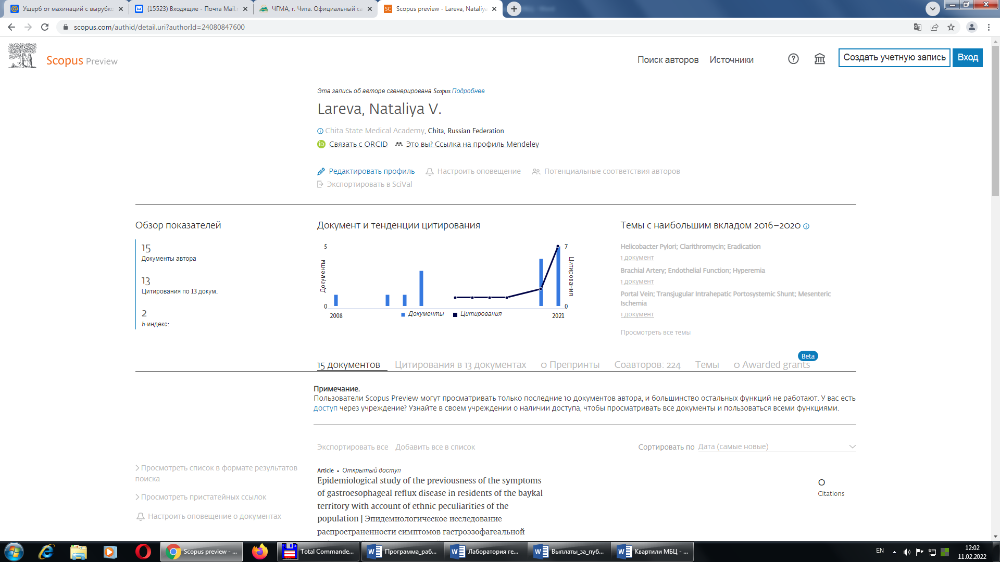 Ущерб от махинаций с вырубко
(15523) Входящие - Почта Mail.r
ЧГМА, г. Чита. Официальный са
Scopus preview - Lareva, Nataliya
scopus.com/authid/detail.uri?authorId=24080847600
Scopus Preview
Поиск авторов
Источники
Создать учетную запись
Вход
Эта запись об авторе сгенерирована Scopus Подробнее
Lareva, Nataliya V.
Chita State Medical Academy, Chita, Russian Federation
Связать с ORCID
Это вы? Ссылка на профиль Mendeley
Редактировать профиль
Настроить оповещение
Потенциальные соответствия авторов
Экспортировать в SciVal
Обзор показателей
15
Документы автора
13
Цитирования по 13 докум.
2
h-индекс:
Документ и тенденции цитирования
5
7
Документы
Цитирования
0
0
2008
2021
Документы
Цитирования
Темы с наибольшим вкладом 2016–2020
Helicobacter Pylori; Clarithromycin; Eradication
1 документ
Brachial Artery; Endothelial Function; Hyperemia
1 документ
Portal Vein; Transjugular Intrahepatic Portosystemic Shunt; Mesenteric
Ischemia
1 документ
Просмотреть все темы
15 документов
Цитирования в 13 документах
0 Препринты
Соавторов: 224
Темы
0 Awarded grants
Beta
Примечание.
Пользователи Scopus Preview могут просматривать только последние 10 документов автора, и большинство остальных функций не работают. У вас есть
доступ через учреждение? Узнайте в своем учреждении о наличии доступа, чтобы просматривать все документы и пользоваться всеми функциями.
Экспортировать все
Добавить все в список
Сортировать по
Дата (самые новые)
Просмотреть список в формате результатов
поиска
Просмотреть пристатейных ссылок
Настроить оповещение о документах
Article • Открытый доступ
Epidemiological study of the previousness of the symptoms
of gastroesophageal reflux disease in residents of the baykal
territory with account of ethnic peculiarities of the
population | Эпидемиологическое исследование
распространенности симптомов гастроэзофагеальной
0
Citations
Scopus preview - ...
Total Commande...
Программа_раб...
Лаборатория ге...
Выплаты_за_пуб...
Квартили МБЦ - ...
EN
12:02
11.02.2022